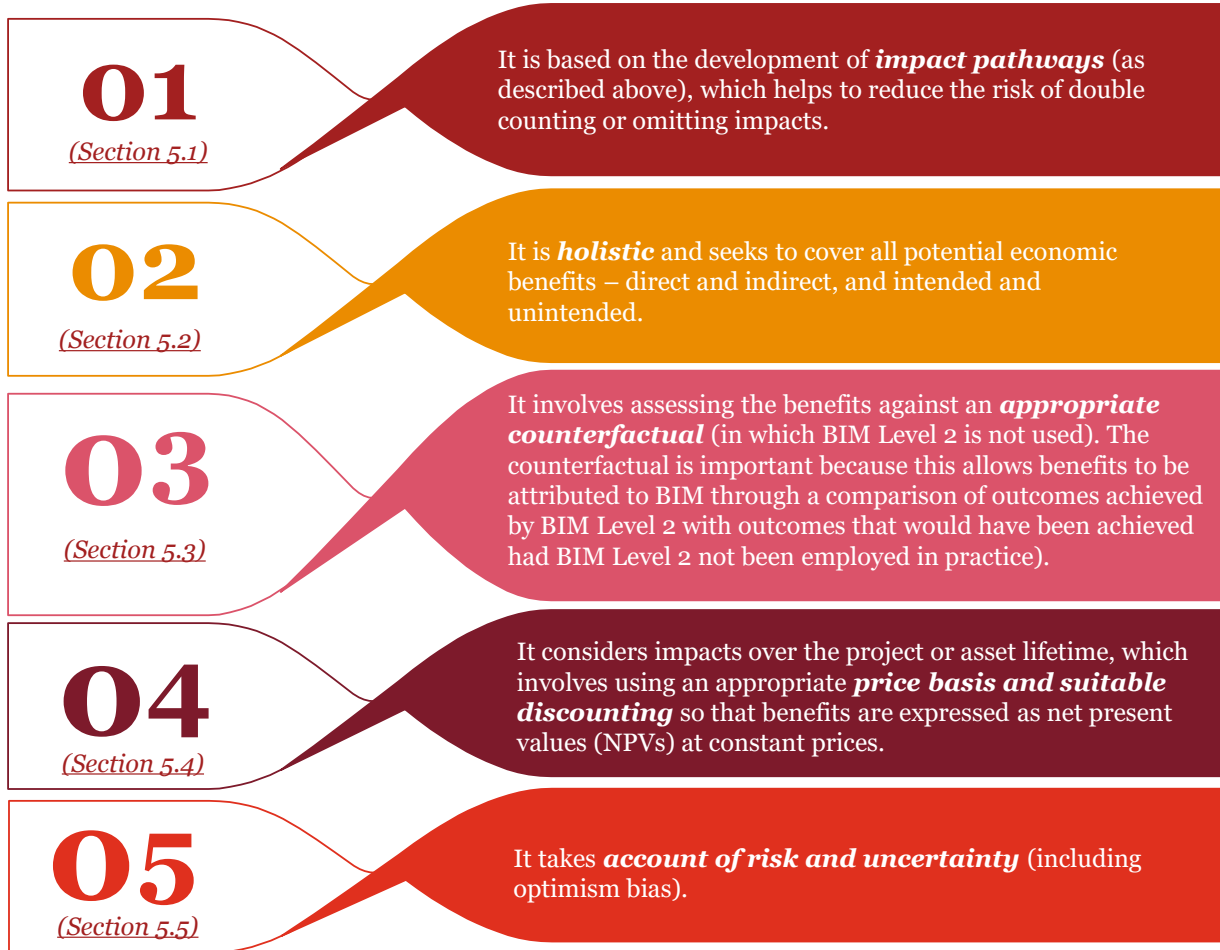 01
(Section 5.1)
It is based on the development of impact pathways (as
described above), which helps to reduce the risk of double
counting or omitting impacts.
02
(Section 5.2)
It is holistic and seeks to cover all potential economic
benefits – direct and indirect, and intended and
unintended.
03
(Section 5.3)
It involves assessing the benefits against an appropriate
counterfactual (in which BIM Level 2 is not used). The
counterfactual is important because this allows benefits to be
attributed to BIM through a comparison of outcomes achieved
by BIM Level 2 with outcomes that would have been achieved
had BIM Level 2 not been employed in practice).
04
(Section 5.4)
It considers impacts over the project or asset lifetime, which
involves using an appropriate price basis and suitable
discounting so that benefits are expressed as net present
values (NPVs) at constant prices.
05
(Section 5.5)
It takes account of risk and uncertainty (including
optimism bias).